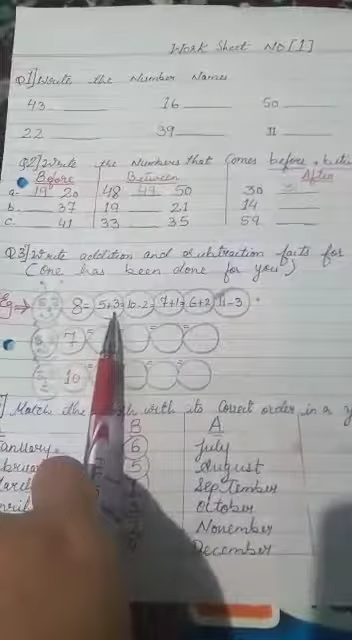 Work Sheet NO [1]
Q1] Write the Number Names
43 16 50
22 39 11
Q2] Write the Numbers that comes before, betw
Before Between After
a. 19 20 48 49 50 30
b. 37 19 21 14
c. 41 33 35 59
Q3] Write addition and subtraction facts for
(one has been done for you)
Eg→ 8= 5+3=10-2= 7+1= 6+2= 11-3
7 =
10
Match the with its correct order in a y
B A
January 6 July
5 August
SepTember
October
November
December